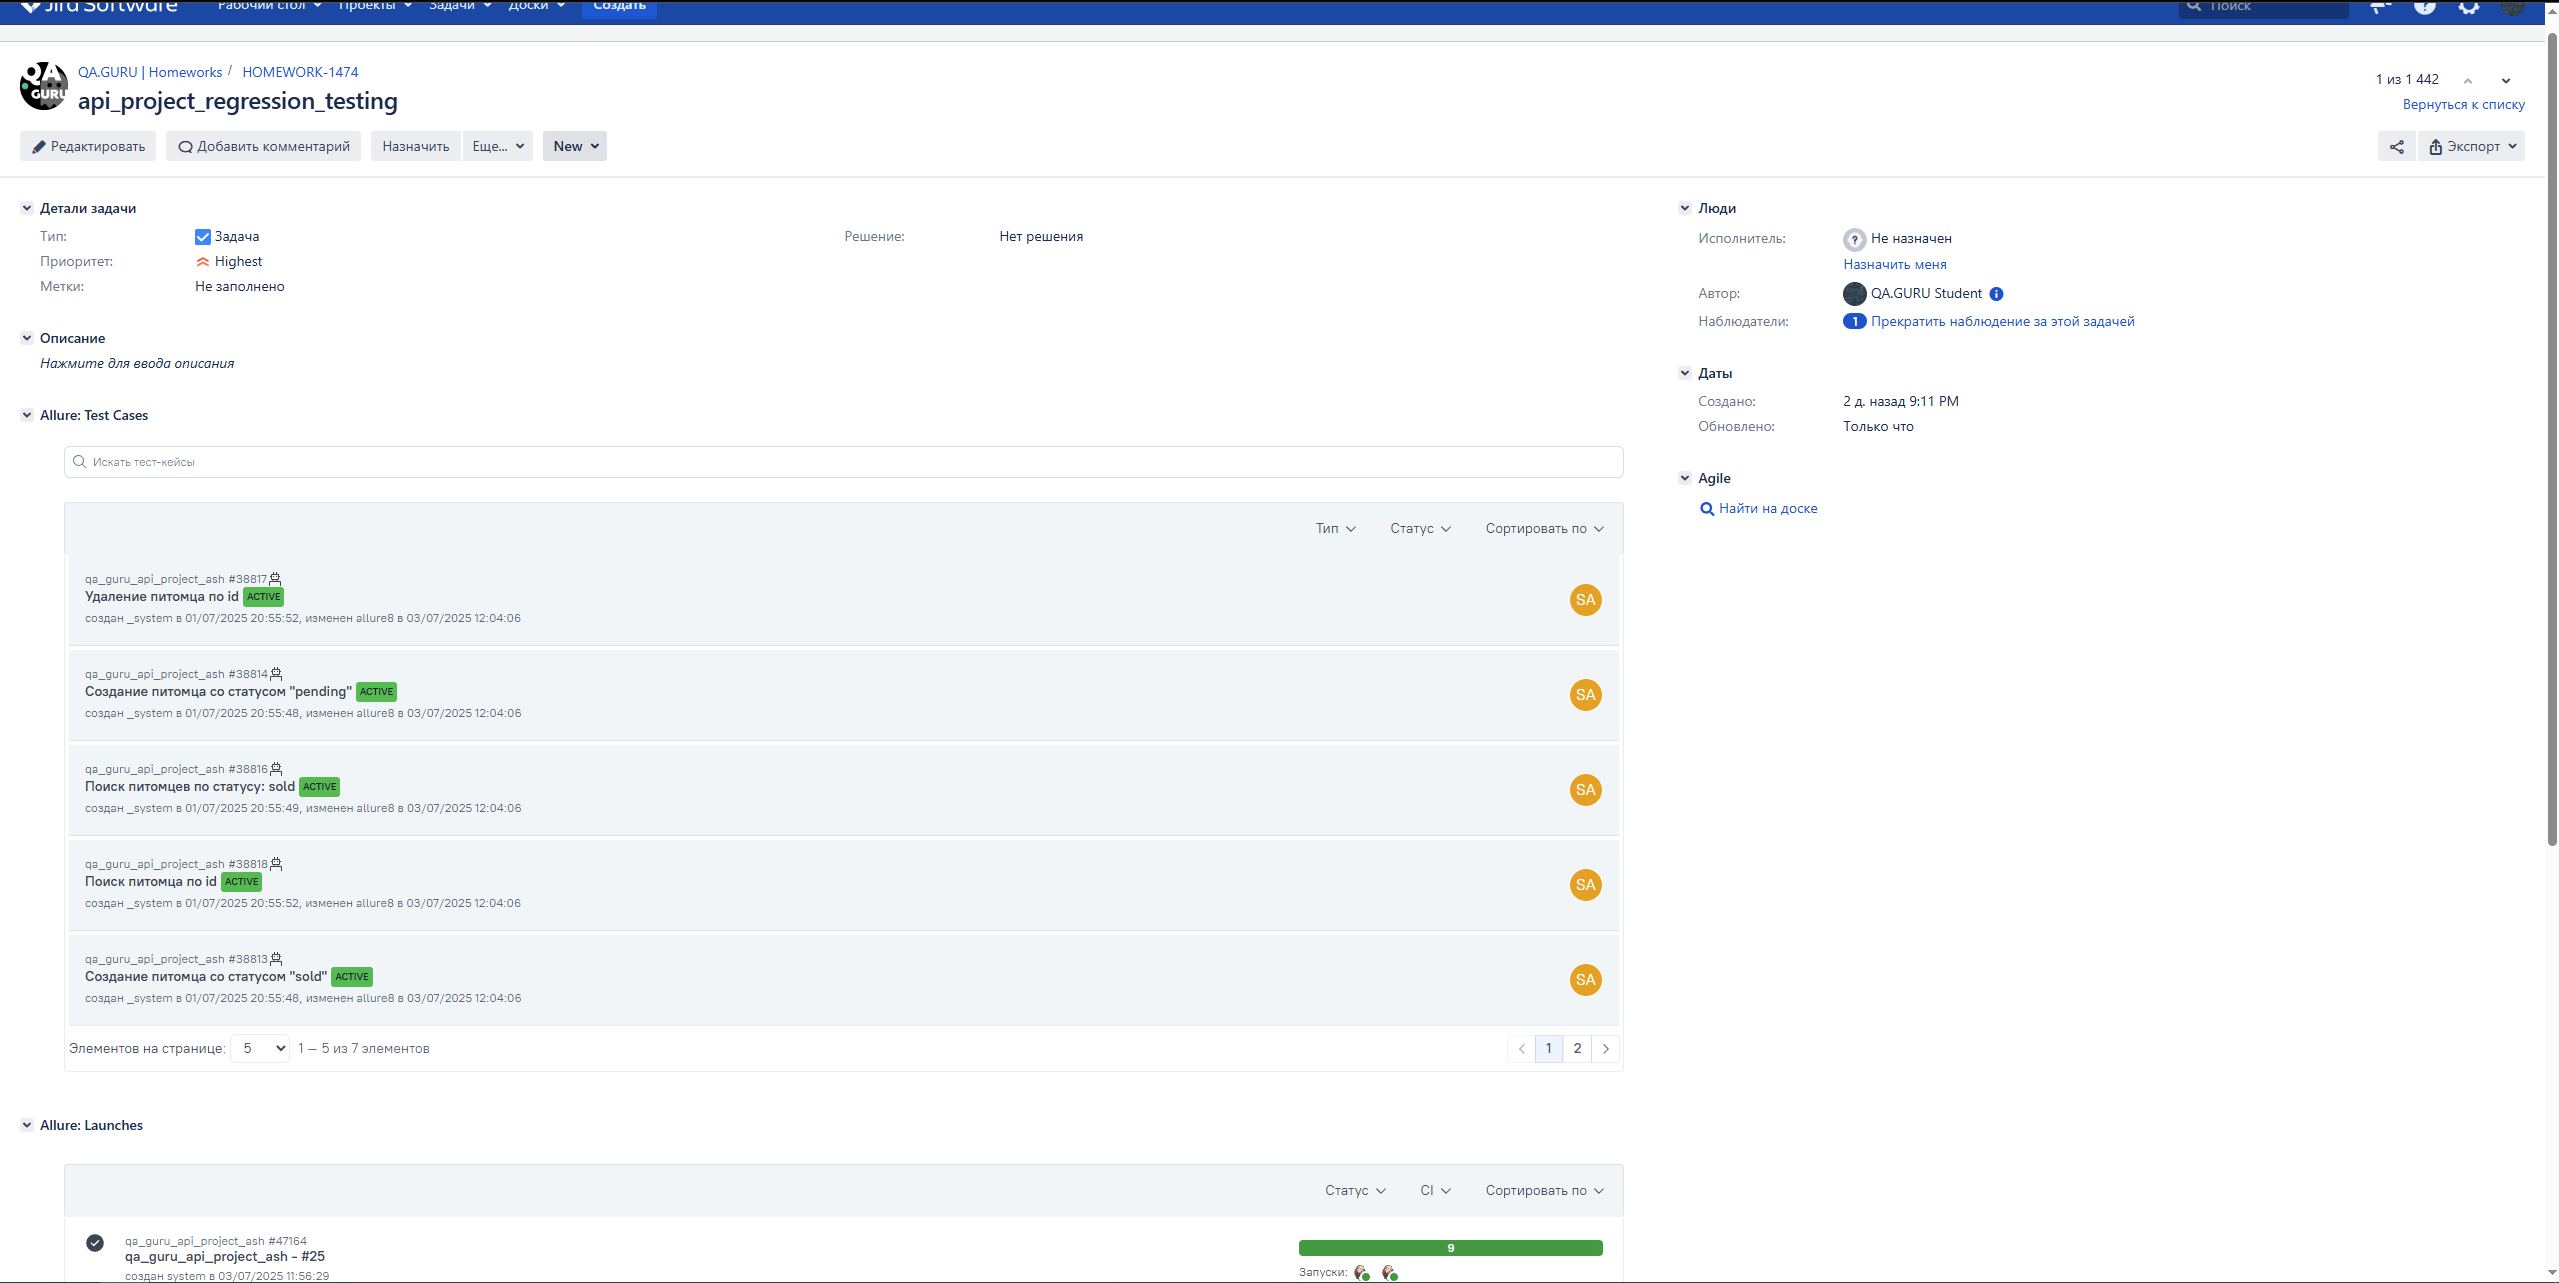 Jira Software Рабочий стол Проекты Задачи Доски Создать Поиск
QA GURU
QA.GURU | Homeworks / HOMEWORK-1474
api_project_regression_testing
1 из 1 442
Вернуться к списку
Редактировать Добавить комментарий Назначить Еще... New Экспорт
Детали задачи
Тип: Задача Решение: Нет решения
Приоритет: Highest
Метки: Не заполнено
Описание
Нажмите для ввода описания
Allure: Test Cases
Искать тест-кейсы
Тип Статус Сортировать по
qa_guru_api_project_ash #38817
Удаление питомца по id ACTIVE
создан _system в 01/07/2025 20:55:52, изменен allure8 в 03/07/2025 12:04:06
SA
qa_guru_api_project_ash #38814
Создание питомца со статусом "pending" ACTIVE
создан _system в 01/07/2025 20:55:48, изменен allure8 в 03/07/2025 12:04:06
SA
qa_guru_api_project_ash #38816
Поиск питомцев по статусу: sold ACTIVE
создан _system в 01/07/2025 20:55:49, изменен allure8 в 03/07/2025 12:04:06
SA
qa_guru_api_project_ash #38818
Поиск питомца по id ACTIVE
создан _system в 01/07/2025 20:55:52, изменен allure8 в 03/07/2025 12:04:06
SA
qa_guru_api_project_ash #38813
Создание питомца со статусом "sold" ACTIVE
создан _system в 01/07/2025 20:55:48, изменен allure8 в 03/07/2025 12:04:06
SA
Элементов на странице: 5 1 — 5 из 7 элементов 1 2
Allure: Launches
Статус CI Сортировать по
qa_guru_api_project_ash #47164
qa_guru_api_project_ash - #25
9
создан system в 03/07/2025 11:56:29
Запуски:
Люди
Исполнитель: Не назначен
Назначить меня
Автор: QA.GURU Student
Наблюдатели: 1 Прекратить наблюдение за этой задачей
Даты
Создано: 2 д. назад 9:11 PM
Обновлено: Только что
Agile
Найти на доске